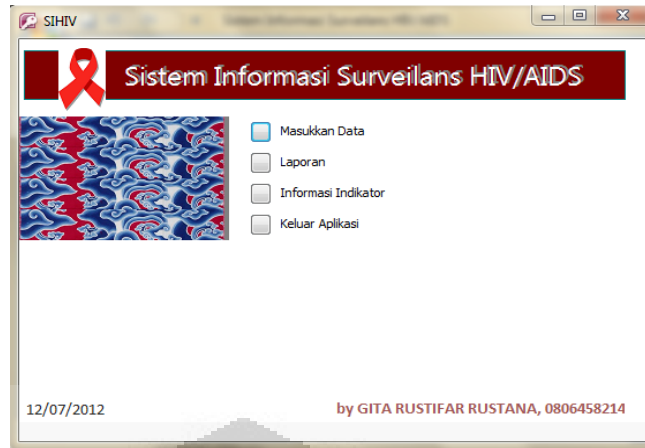 SIHIV
Sistem Informasi Surveilans HIV/AIDS
Masukkan Data
Laporan
Informasi Indikator
Keluar Aplikasi
12/07/2012
by GITA RUSTIFAR RUSTANA, 0806458214